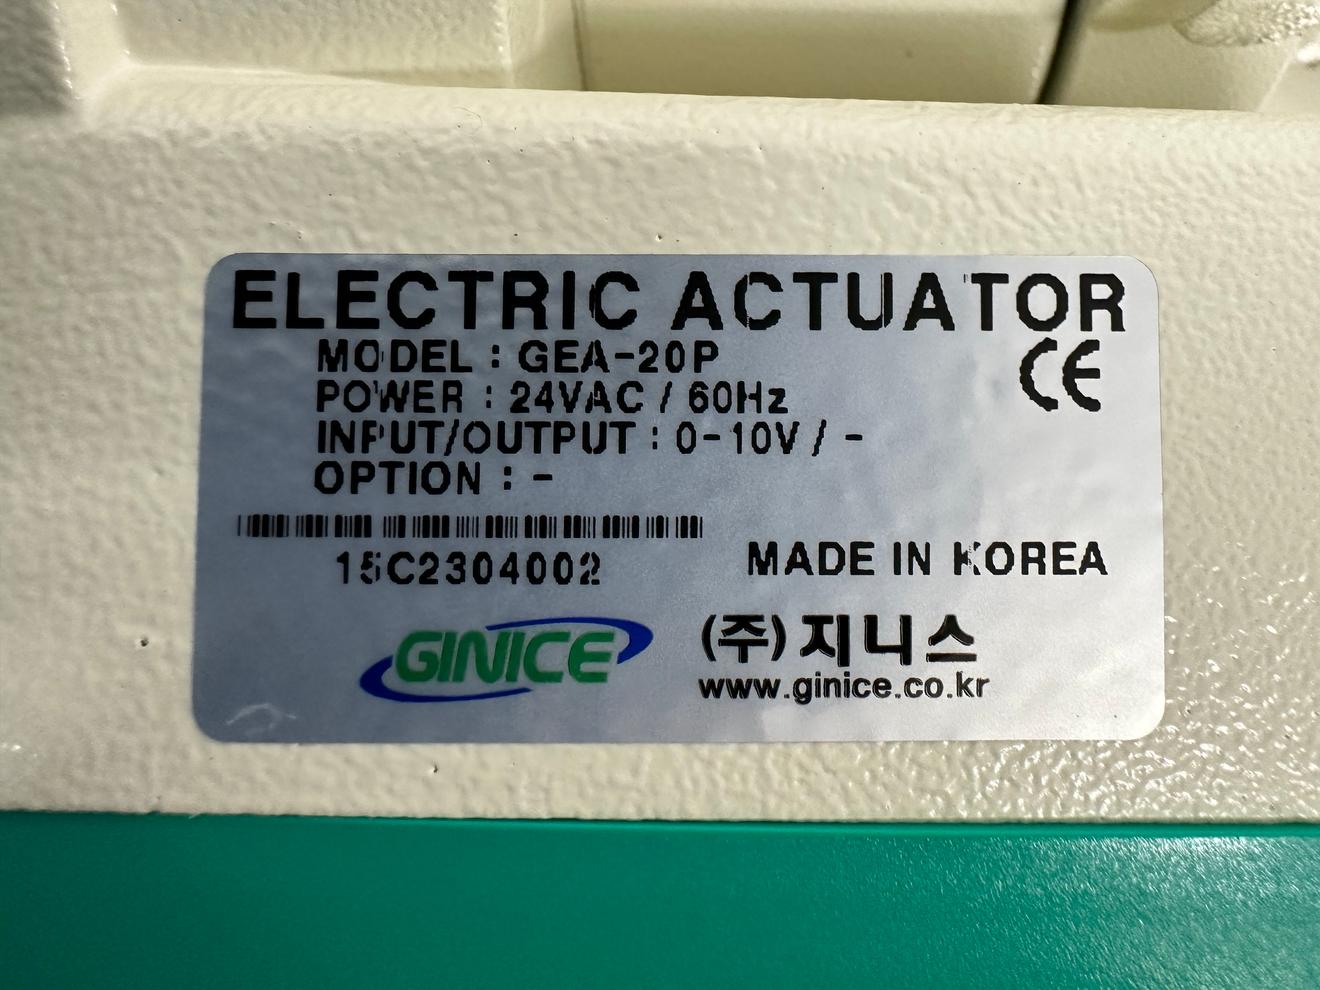 ELECTRIC ACTUATOR
MODEL : GEA-20P
CE
POWER : 24VAC / 60Hz
INPUT/OUTPUT : 0-10V / -
OPTION : -
15C2304002
MADE IN KOREA
GINICE
(주) 지니스
www.ginice.co.kr